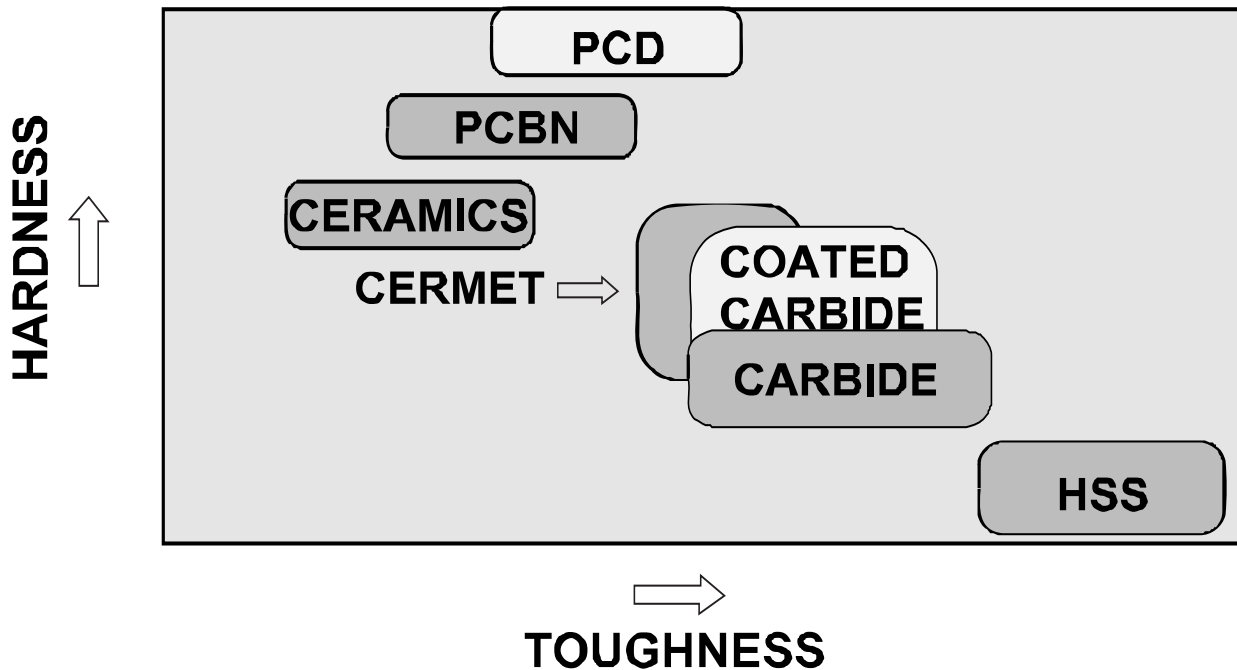 PCD
PCBN
CERAMICS
CERMET
COATED
CARBIDE
CARBIDE
HSS
HARDNESS
TOUGHNESS